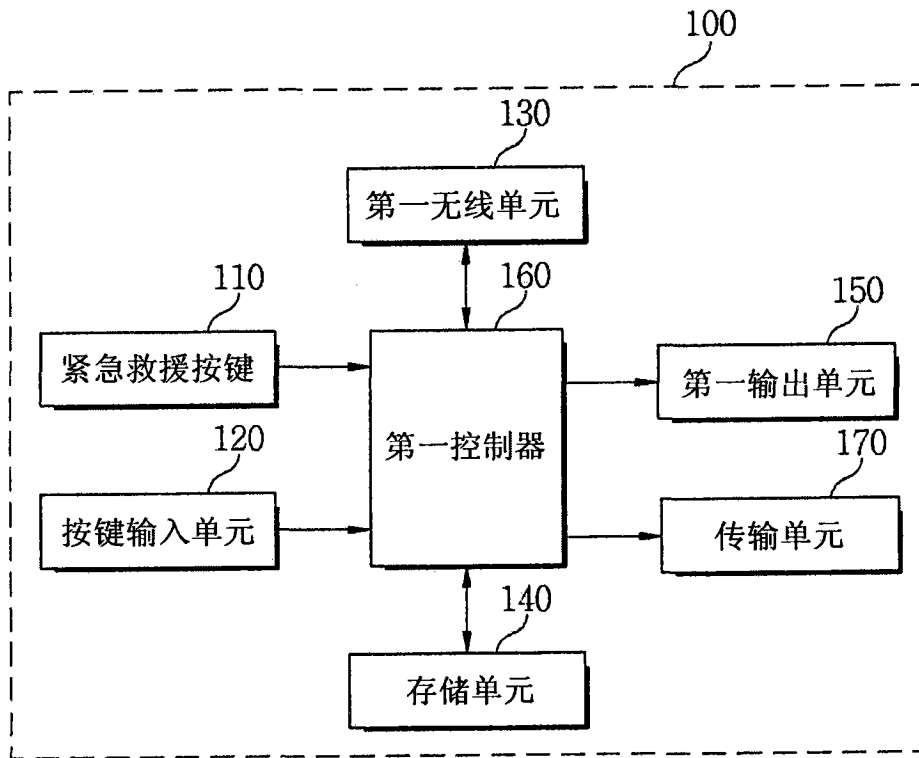 100
130
第一无线单元
110
160
150
紧急救援按键
第一输出单元
第一控制器
120
170
按键输入单元
传输单元
140
存储单元